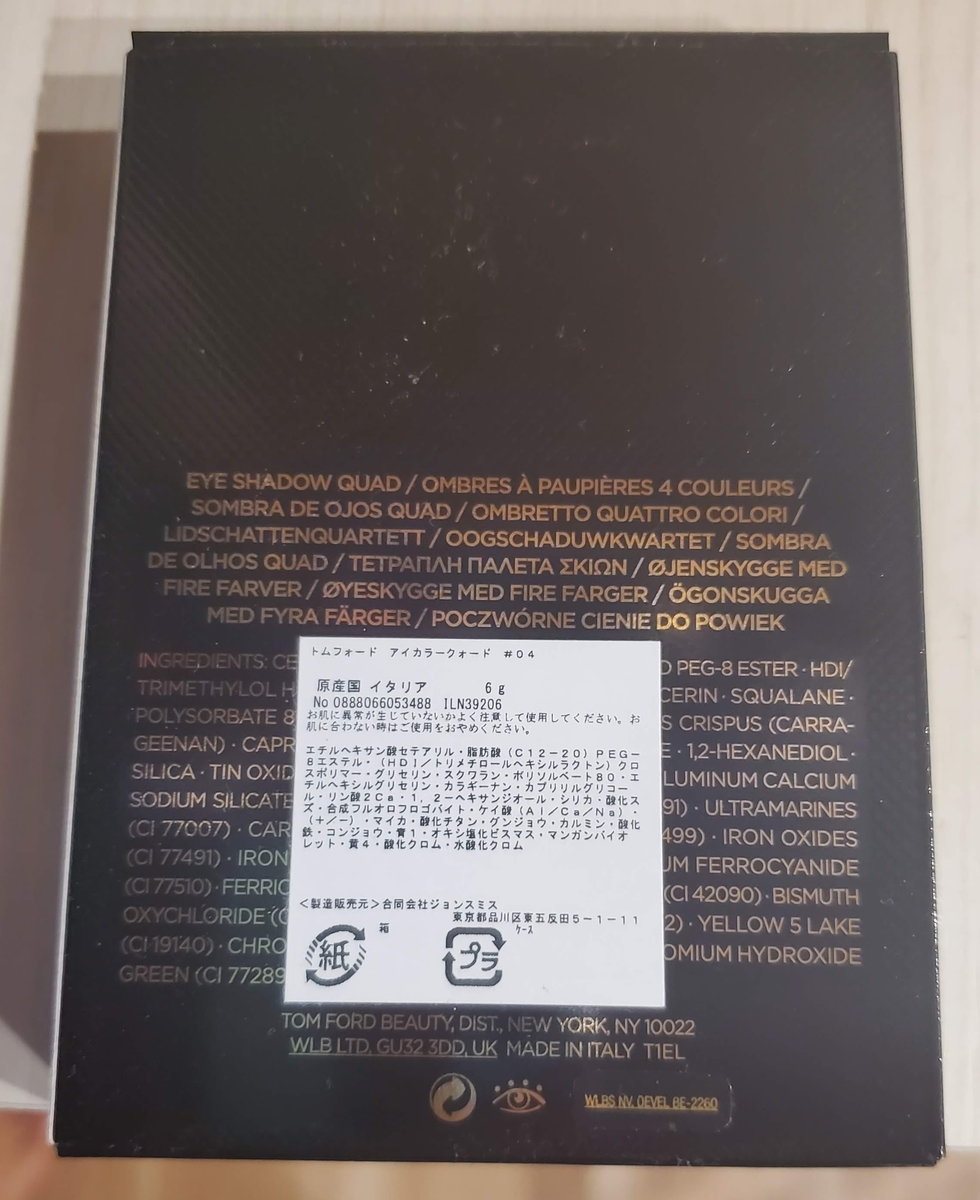 EYE SHADOW QUAD / OMBRES À PAUPIÈRES 4 COULEURS /
SOMBRA DE OJOS QUAD / OMBRETTO QUATTRO COLORI /
LIDSCHATTENQUARTETT / OOGSCHADUWKWARTET / SOMBRA
DE OLHOS QUAD / ΤΕΤΡΑΠΛΗ ΠΑΛΕΤΑ ΣΚΙΩΝ / ØJENSKYGGE MED
FIRE FARVER / ØYESKYGGE MED FIRE FARGER / ÖGONSKUGGA
MED FYRA FÄRGER / POCZWÓRNE CIENIE DO POWIEK
INGREDIENTS: CE
TRIMETHYLOL H
POLYSORBATE 8
GEENAN) · CAPR
SILICA · TIN OXID
SODIUM SILICATE
(CI 77007) · CAR
(CI 77491) · IRON
(CI 77510) · FERRIC
OXYCHLORIDE (C
(CI 19140) · CHRO
GREEN (CI 77289
トムフォード アイカラークォード #04
原産国 イタリア 6g
No 0888066053488 ILN39206
お肌に異常が生じていないかよく注意して使用してください。お
肌に合わない時はご使用をおやめください。
エチルヘキサン酸セテアリル・脂肪酸（C12-20）PEG-
8エステル・（HDI/トリメチロールヘキシルラクトン）クロ
スポリマー・グリセリン・スクワラン・ポリソルベート80・エ
チルヘキシルグリセリン・カラギーナン・カプリリルグリコー
ル・リン酸2Ca・1，2-ヘキサンジオール・シリカ・酸化ス
ズ・合成フルオロフロゴパイト・ケイ酸（Al/Ca/Na）・
（+/-）・マイカ・酸化チタン・グンジョウ・カルミン・酸化
鉄・コンジョウ・青1・オキシ塩化ビスマス・マンガンバイオ
レット・黄4・酸化クロム・水酸化クロム
<製造販売元>合同会社ジョンスミス
東京都品川区東五反田5-1-11
箱
ケース
紙
プラ
D PEG-8 ESTER · HDI/
CERIN · SQUALANE ·
S CRISPUS (CARRA-
E · 1,2-HEXANEDIOL ·
LUMINUM CALCIUM
91) · ULTRAMARINES
499) · IRON OXIDES
UM FERROCYANIDE
(CI 42090) · BISMUTH
2) · YELLOW 5 LAKE
OMIUM HYDROXIDE
TOM FORD BEAUTY, DIST., NEW YORK, NY 10022
WLB LTD, GU32 3DD, UK MADE IN ITALY T1EL
WLBS NV, OEVEL BE-2260